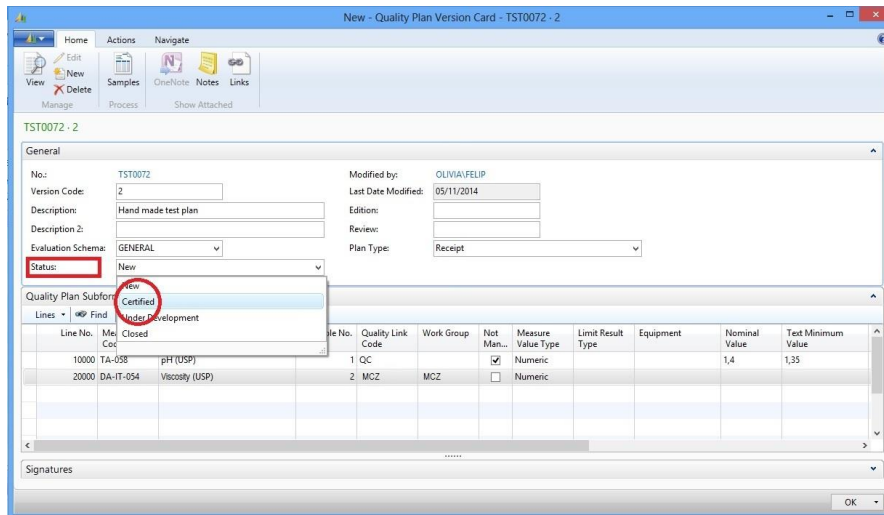 New - Quality Plan Version Card - TST0072 · 2
Home Actions Navigate
View
Edit
New
Delete
Manage
Samples
Process
OneNote Notes Links
Show Attached
TST0072 · 2
General
No.: TST0072
Version Code: 2
Description: Hand made test plan
Description 2:
Evaluation Schema: GENERAL
Status: New
Modified by: OLIVIA\FELIP
Last Date Modified: 05/11/2014
Edition:
Review:
Plan Type: Receipt
New
Certified
Under Development
Closed
Quality Plan Subform
Lines Find
Line No. No. Quality Link Code Work Group Not Man... Measure Value Type Limit Result Type Equipment Nominal Value Text Minimum Value
10000 TA-058 pH (USP) 1 QC Numeric 1,4 1,35
20000 DA-IT-054 Viscosity (USP) 2 MCZ MCZ Numeric
Signatures
OK